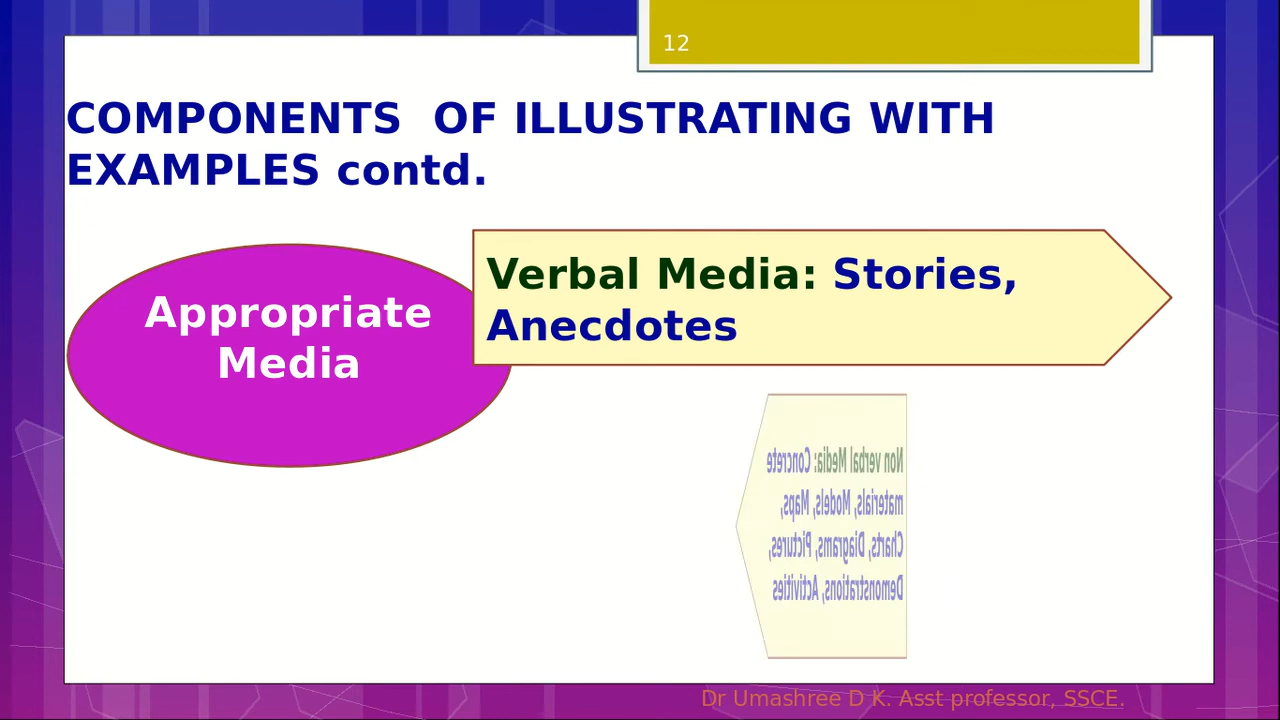 12
COMPONENTS OF ILLUSTRATING WITH
EXAMPLES contd.
Appropriate
Media
Verbal Media: Stories,
Anecdotes
Non verbal Media: Concrete
materials, Models, Maps,
Charts, Diagrams, Pictures,
Demonstrations, Activities
Dr Umashree D K. Asst professor, SSCE.